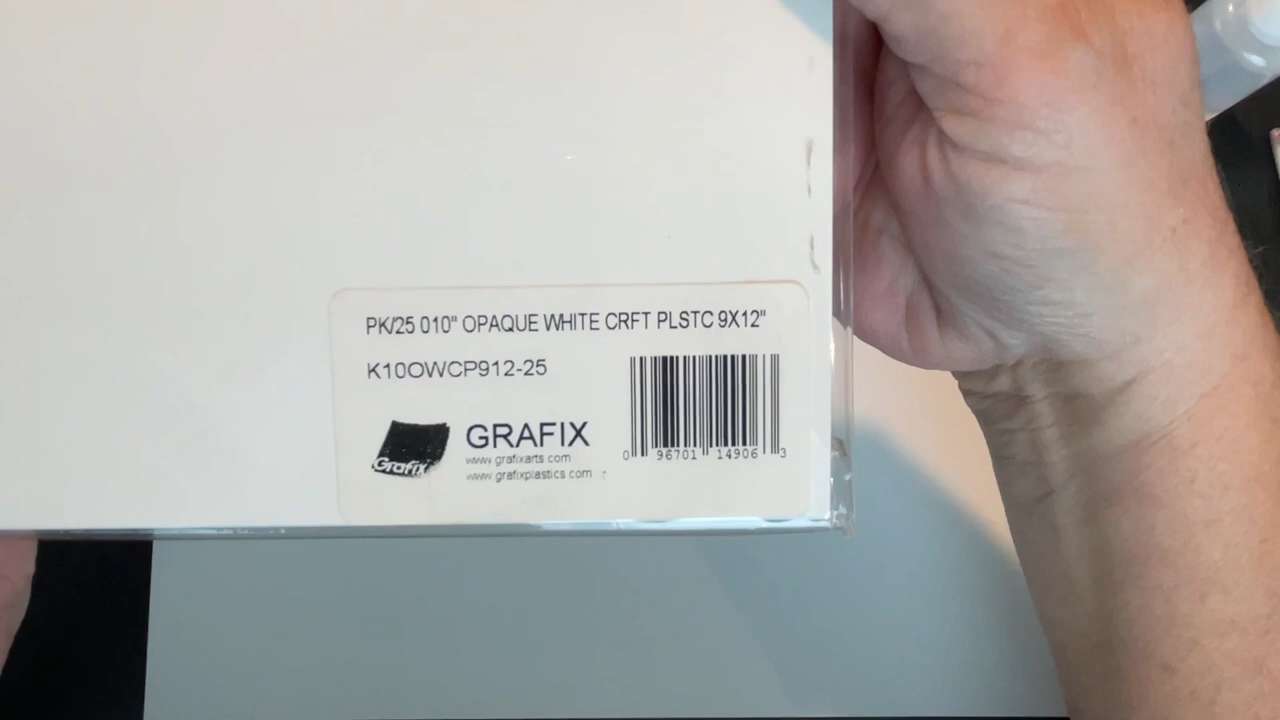 PK/25 010" OPAQUE WHITE CRFT PLSTC 9X12"
K10OWCP912-25
Grafix
GRAFIX
www.grafixarts.com
www.grafixplastics.com
0 96701 14906 3